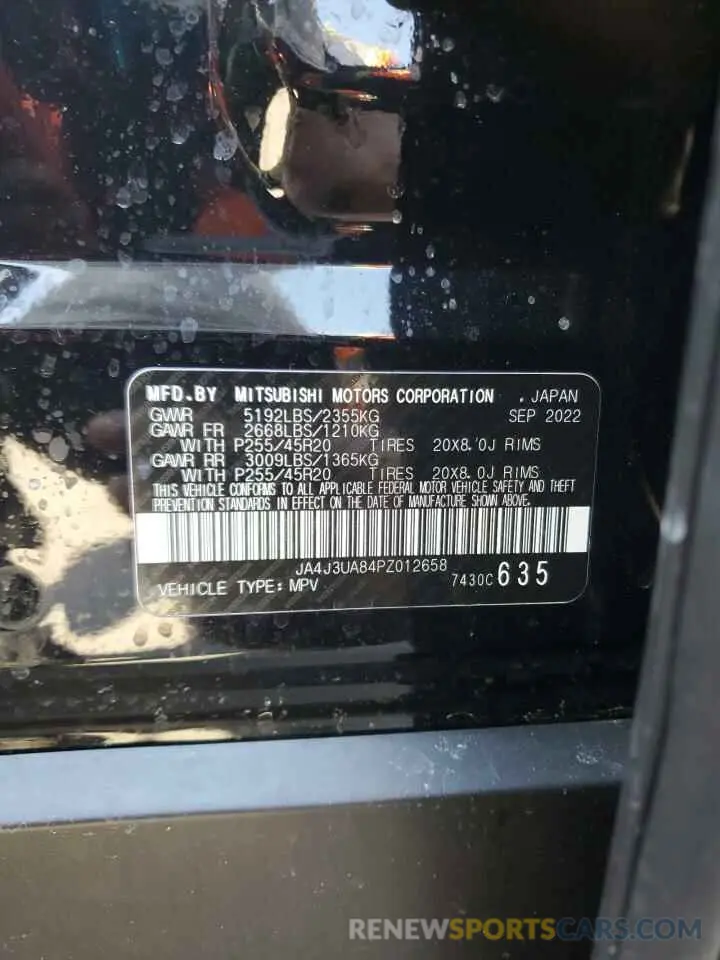 MFD.BY MITSUBISHI MOTORS CORPORATION . JAPAN
GVWR 5192LBS/2355KG SEP 2022
GAWR FR 2668LBS/1210KG
WITH P255/45R20 TIRES 20X8.0J RIMS
GAWR RR 3009LBS/1365KG
WITH P255/45R20 TIRES 20X8.0J RIMS
THIS VEHICLE CONFORMS TO ALL APPLICABLE FEDERAL MOTOR VEHICLE SAFETY AND THEFT
PREVENTION STANDARDS IN EFFECT ON THE DATE OF MANUFACTURE SHOWN ABOVE.
JA4J3UA84PZ012658
VEHICLE TYPE: MPV 7430C 635
RENEWSPORTSCARS.COM